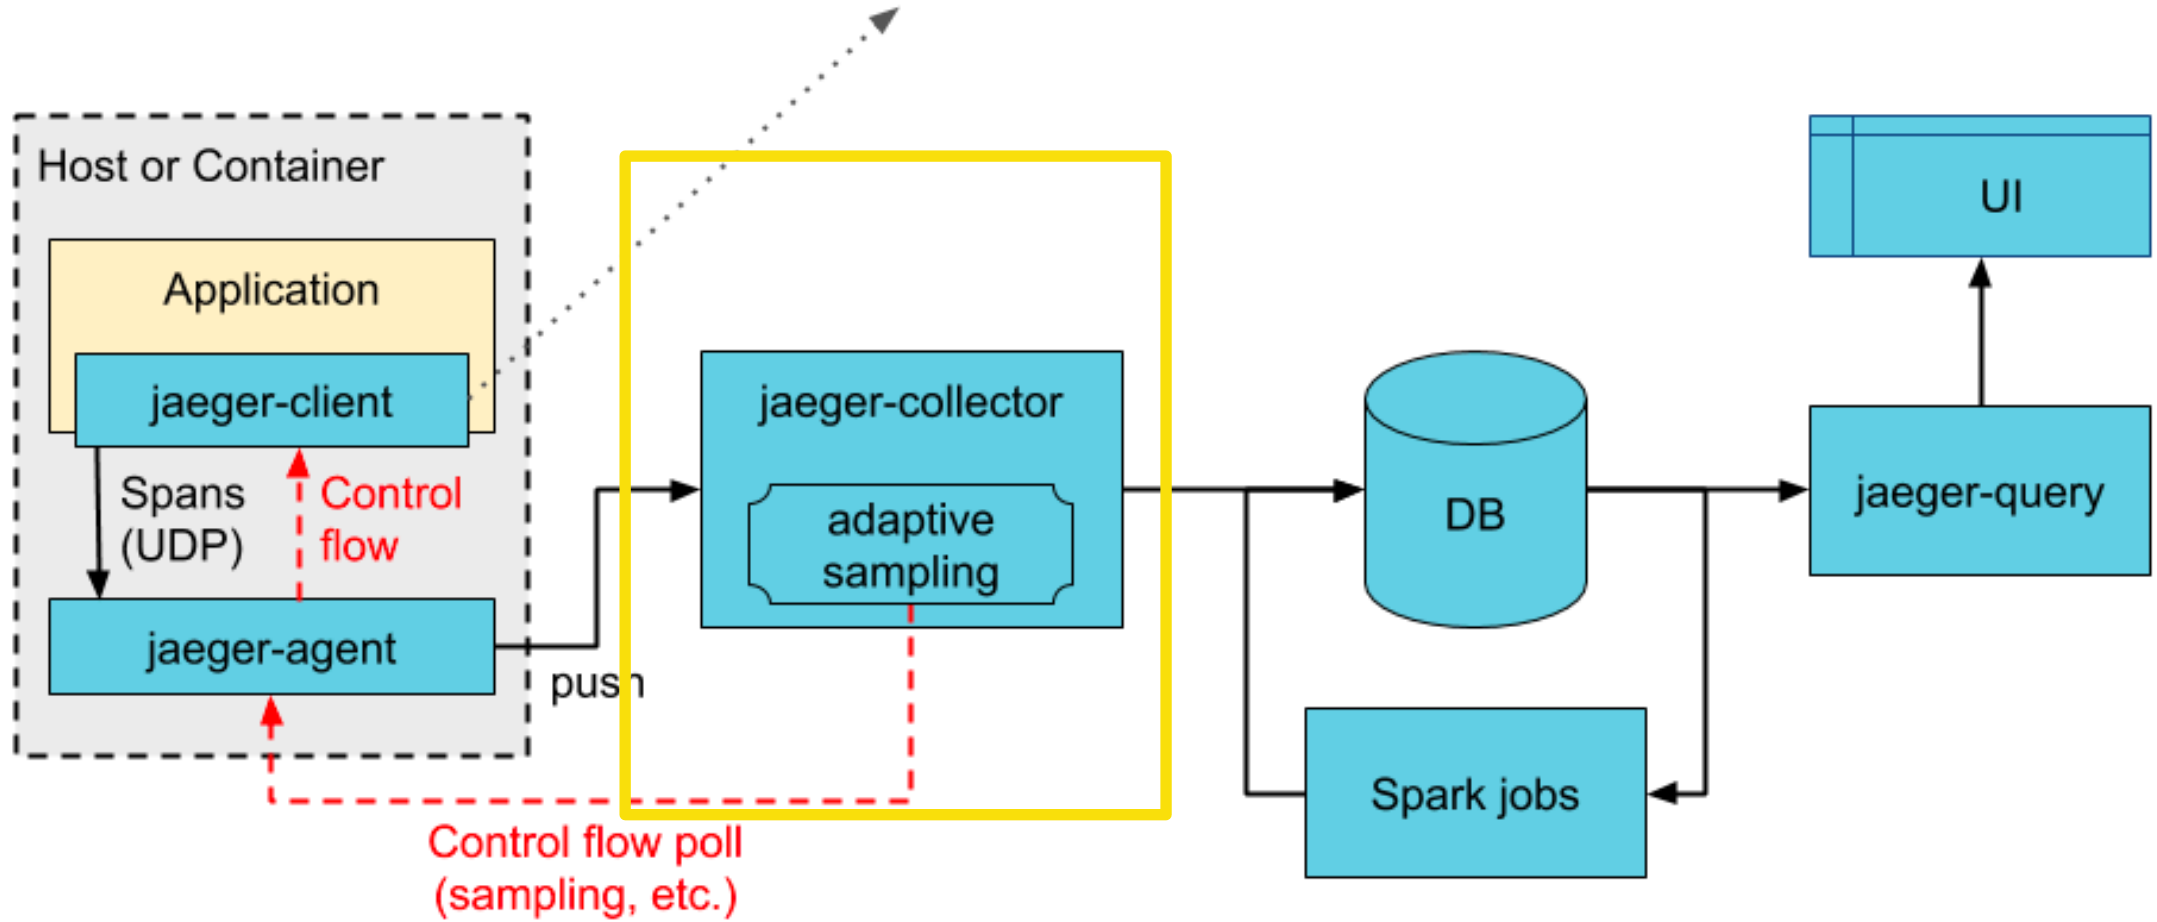 Host or Container
Application
jaeger-client
Spans
(UDP)
Control
flow
jaeger-agent
push
Control flow poll
(sampling, etc.)
jaeger-collector
adaptive
sampling
DB
Spark jobs
UI
jaeger-query